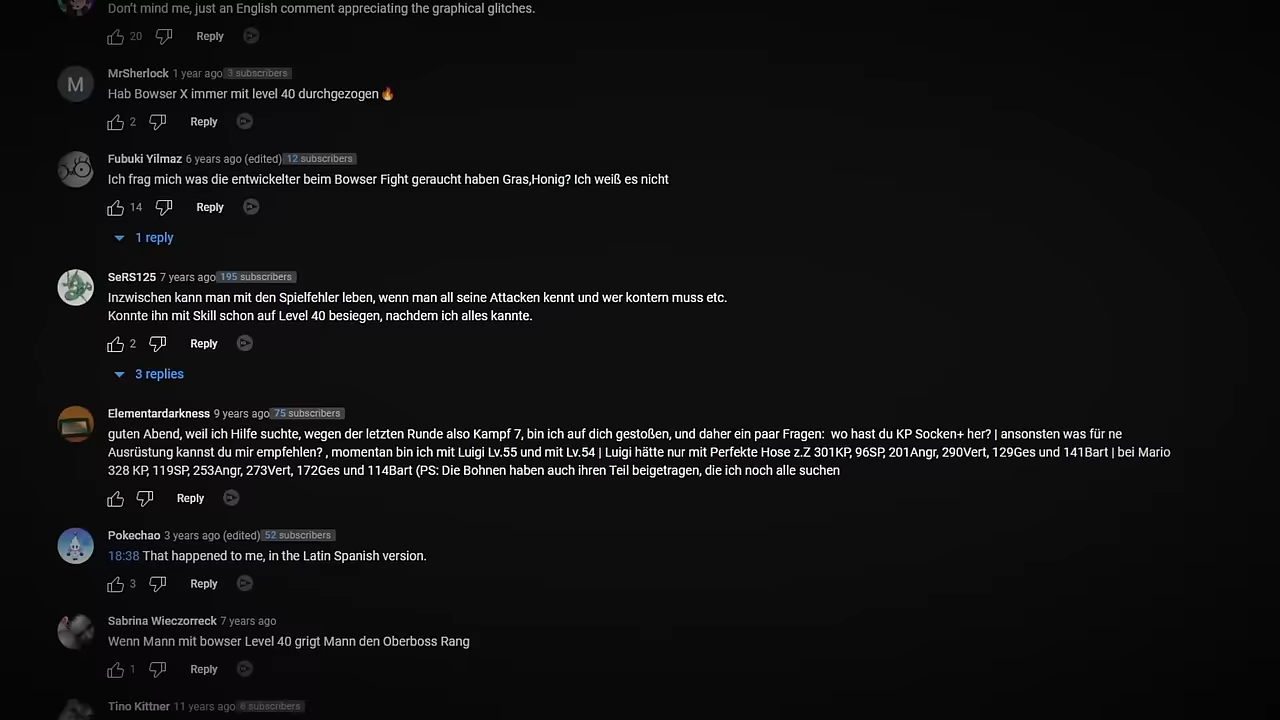 Don't mind me, just an English comment appreciating the graphical glitches.
20 Reply
MrSherlock 1 year ago 3 subscribers
M
Hab Bowser X immer mit level 40 durchgezogen🔥
2 Reply
Fubuki Yilmaz 6 years ago (edited) 12 subscribers
Ich frag mich was die entwickelter beim Bowser Fight geraucht haben Gras,Honig? Ich weiß es nicht
14 Reply
1 reply
SeRS125 7 years ago 195 subscribers
Inzwischen kann man mit den Spielfehler leben, wenn man all seine Attacken kennt und wer kontern muss etc.
Konnte ihn mit Skill schon auf Level 40 besiegen, nachdem ich alles kannte.
2 Reply
3 replies
Elementardarkness 9 years ago 75 subscribers
guten Abend, weil ich Hilfe suchte, wegen der letzten Runde also Kampf 7, bin ich auf dich gestoßen, und daher ein paar Fragen: wo hast du KP Socken+ her? | ansonsten was für ne
Ausrüstung kannst du mir empfehlen? , momentan bin ich mit Luigi Lv.55 und mit Lv.54 | Luigi hätte nur mit Perfekte Hose z.Z 301KP, 96SP, 201Angr, 290Vert, 129Ges und 141Bart | bei Mario
328 KP, 119SP, 253Angr, 273Vert, 172Ges und 114Bart (PS: Die Bohnen haben auch ihren Teil beigetragen, die ich noch alle suchen
Reply
Pokechao 3 years ago (edited) 52 subscribers
18:38 That happened to me, in the Latin Spanish version.
3 Reply
Sabrina Wieczorreck 7 years ago
Wenn Mann mit bowser Level 40 grigt Mann den Oberboss Rang
1 Reply
Tino Kittner 11 years ago 6 subscribers